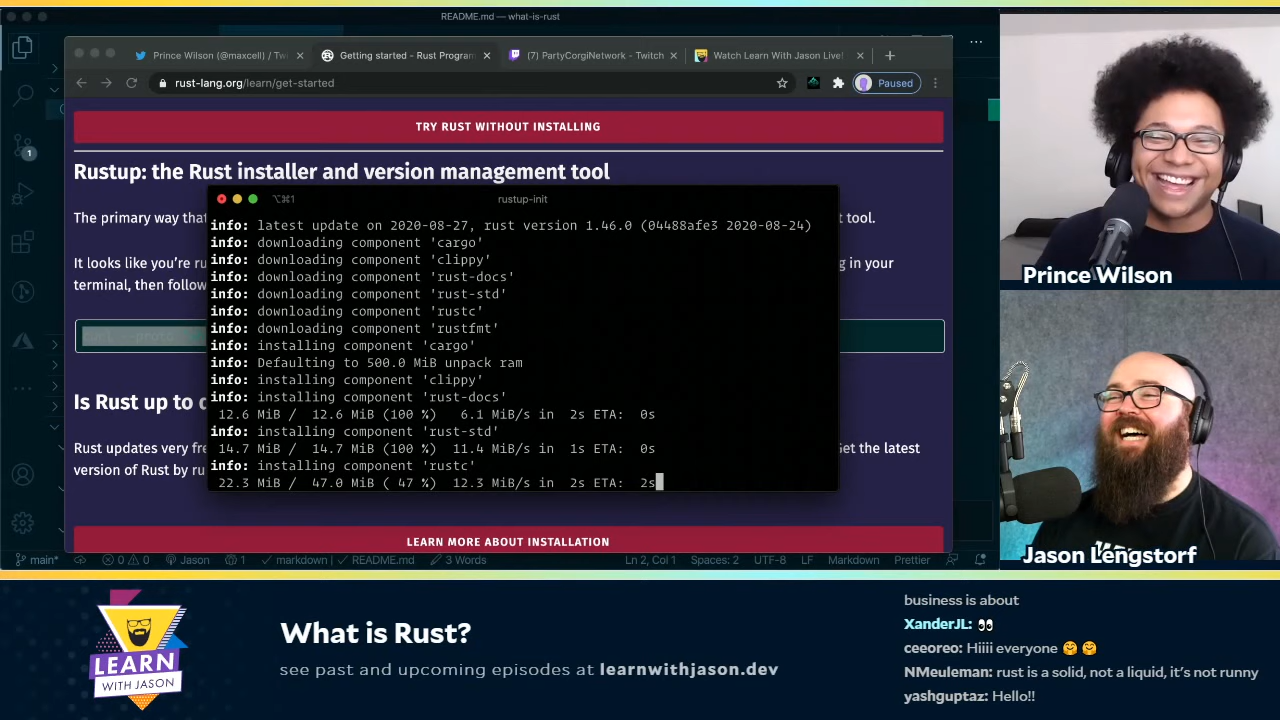 README.md — what-is-rust
Prince Wilson (@maxcell) / Twi
Getting started - Rust Program
(7) PartyCorgiNetwork - Twitch
Watch Learn With Jason Live!
rust-lang.org/learn/get-started
Paused
TRY RUST WITHOUT INSTALLING
Rustup: the Rust installer and version management tool
The primary way that
t tool.
It looks like you're ru
g in your
terminal, then follow
⌥⌘1
rustup-init
info: latest update on 2020-08-27, rust version 1.46.0 (04488afe3 2020-08-24)
info: downloading component 'cargo'
info: downloading component 'clippy'
info: downloading component 'rust-docs'
info: downloading component 'rust-std'
info: downloading component 'rustc'
info: downloading component 'rustfmt'
info: installing component 'cargo'
info: Defaulting to 500.0 MiB unpack ram
info: installing component 'clippy'
info: installing component 'rust-docs'
12.6 MiB / 12.6 MiB (100 %) 6.1 MiB/s in 2s ETA: 0s
info: installing component 'rust-std'
14.7 MiB / 14.7 MiB (100 %) 11.4 MiB/s in 1s ETA: 0s
info: installing component 'rustc'
22.3 MiB / 47.0 MiB ( 47 %) 12.3 MiB/s in 2s ETA: 2s
curl --proto
Is Rust up to d
Rust updates very fre
Get the latest
version of Rust by ru
LEARN MORE ABOUT INSTALLATION
1
main*
0
0
Jason
1
markdown
README.md
3 Words
Ln 2, Col 1
Spaces: 2
UTF-8
LF
Markdown
Prettier
Prince Wilson
Jason Lengstorf
LEARN
WITH JASON
What is Rust?
see past and upcoming episodes at learnwithjason.dev
business is about
XanderJL: 👀
ceeoreo: Hiiii everyone 🤗 🤗
NMeuleman: rust is a solid, not a liquid, it's not runny
yashguptaz: Hello!!